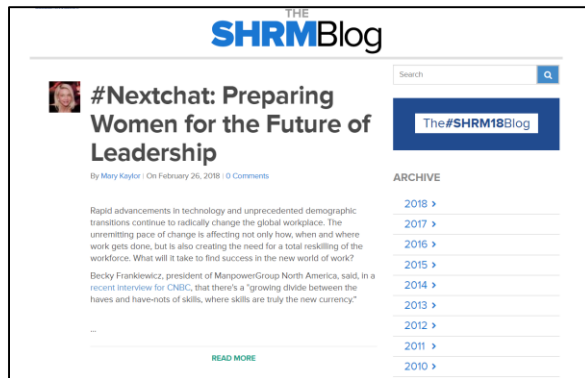 THE
SHRMBlog
#Nextchat: Preparing
Women for the Future of
Leadership
By Mary Kaylor | On February 26, 2018 | 0 Comments
Rapid advancements in technology and unprecedented demographic
transitions continue to radically change the global workplace. The
unremitting pace of change is affecting not only how, when and where
work gets done, but is also creating the need for a total reskilling of the
workforce. What will it take to find success in the new world of work?
Becky Frankiewicz, president of ManpowerGroup North America, said, in a
recent interview for CNBC, that there's a "growing divide between the
haves and have-nots of skills, where skills are truly the new currency."
...
READ MORE
Search
The#SHRM18Blog
ARCHIVE
2018 >
2017 >
2016 >
2015 >
2014 >
2013 >
2012 >
2011 >
2010 >